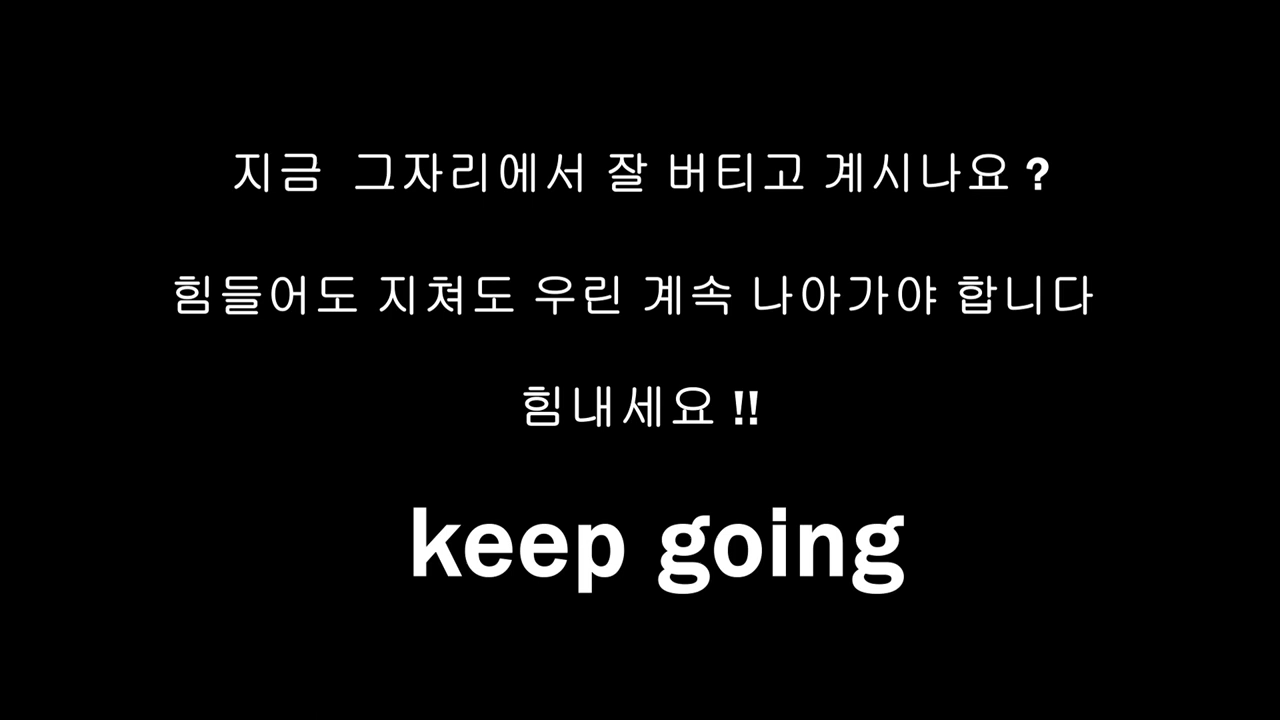 지금 그자리에서 잘 버티고 계시나요 ?
힘들어도 지쳐도 우린 계속 나아가야 합니다
힘내세요 !!
keep going